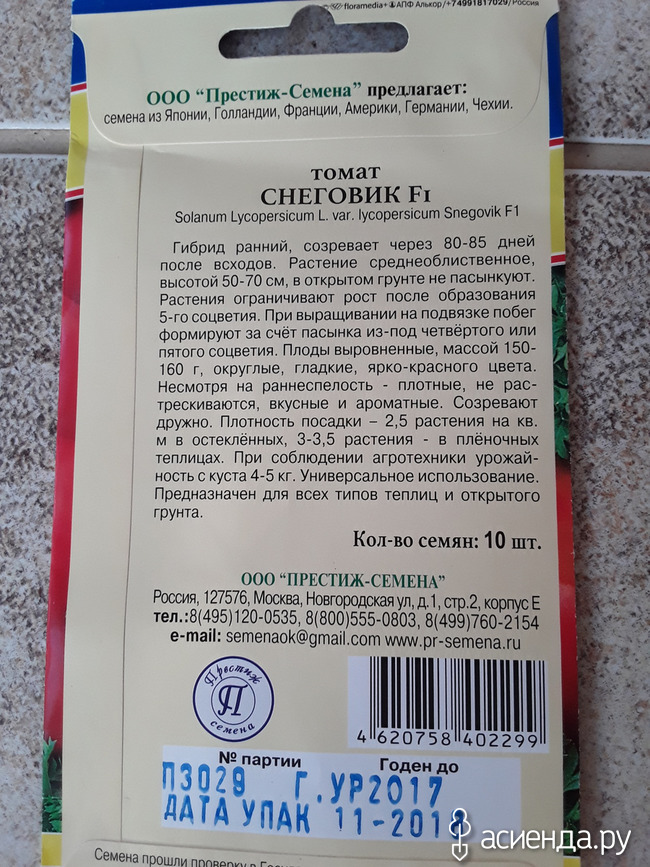 floramedia+АПФ Алькор/+74991817029/Россия
ООО “Престиж-Семена” предлагает:
семена из Японии, Голландии, Франции, Америки, Германии, Чехии.
томат
СНЕГОВИК F1
Solanum Lycopersicum L. var. lycopersicum Snegovik F1
Гибрид ранний, созревает через 80-85 дней
после всходов. Растение среднеоблиственное,
высотой 50-70 см, в открытом грунте не пасынкуют.
Растения ограничивают рост после образования
5-го соцветия. При выращивании на подвязке побег
формируют за счёт пасынка из-под четвёртого или
пятого соцветия. Плоды выровненные, массой 150-
160 г, округлые, гладкие, ярко-красного цвета.
Несмотря на раннеспелость - плотные, не рас-
трескиваются, вкусные и ароматные. Созревают
дружно. Плотность посадки – 2,5 растения на кв.
м в остеклённых, 3-3,5 растения - в плёночных
теплицах. При соблюдении агротехники урожай-
ность с куста 4-5 кг. Универсальное использование.
Предназначен для всех типов теплиц и открытого
грунта.
Кол-во семян: 10 шт.
ООО “ПРЕСТИЖ-СЕМЕНА”
Россия, 127576, Москва, Новгородская ул, д.1, стр.2, корпус Е
тел.:8(495)120-0535, 8(800)555-0803, 8(499)760-2154
e-mail: semenaok@gmail.com www.pr-semena.ru
Престиж
П
семена
4 620758 402299
№ партии Годен до
П3029 Г.УР2017
ДАТА УПАК 11-2018
Семена прошли проверку в
асиенда.ру